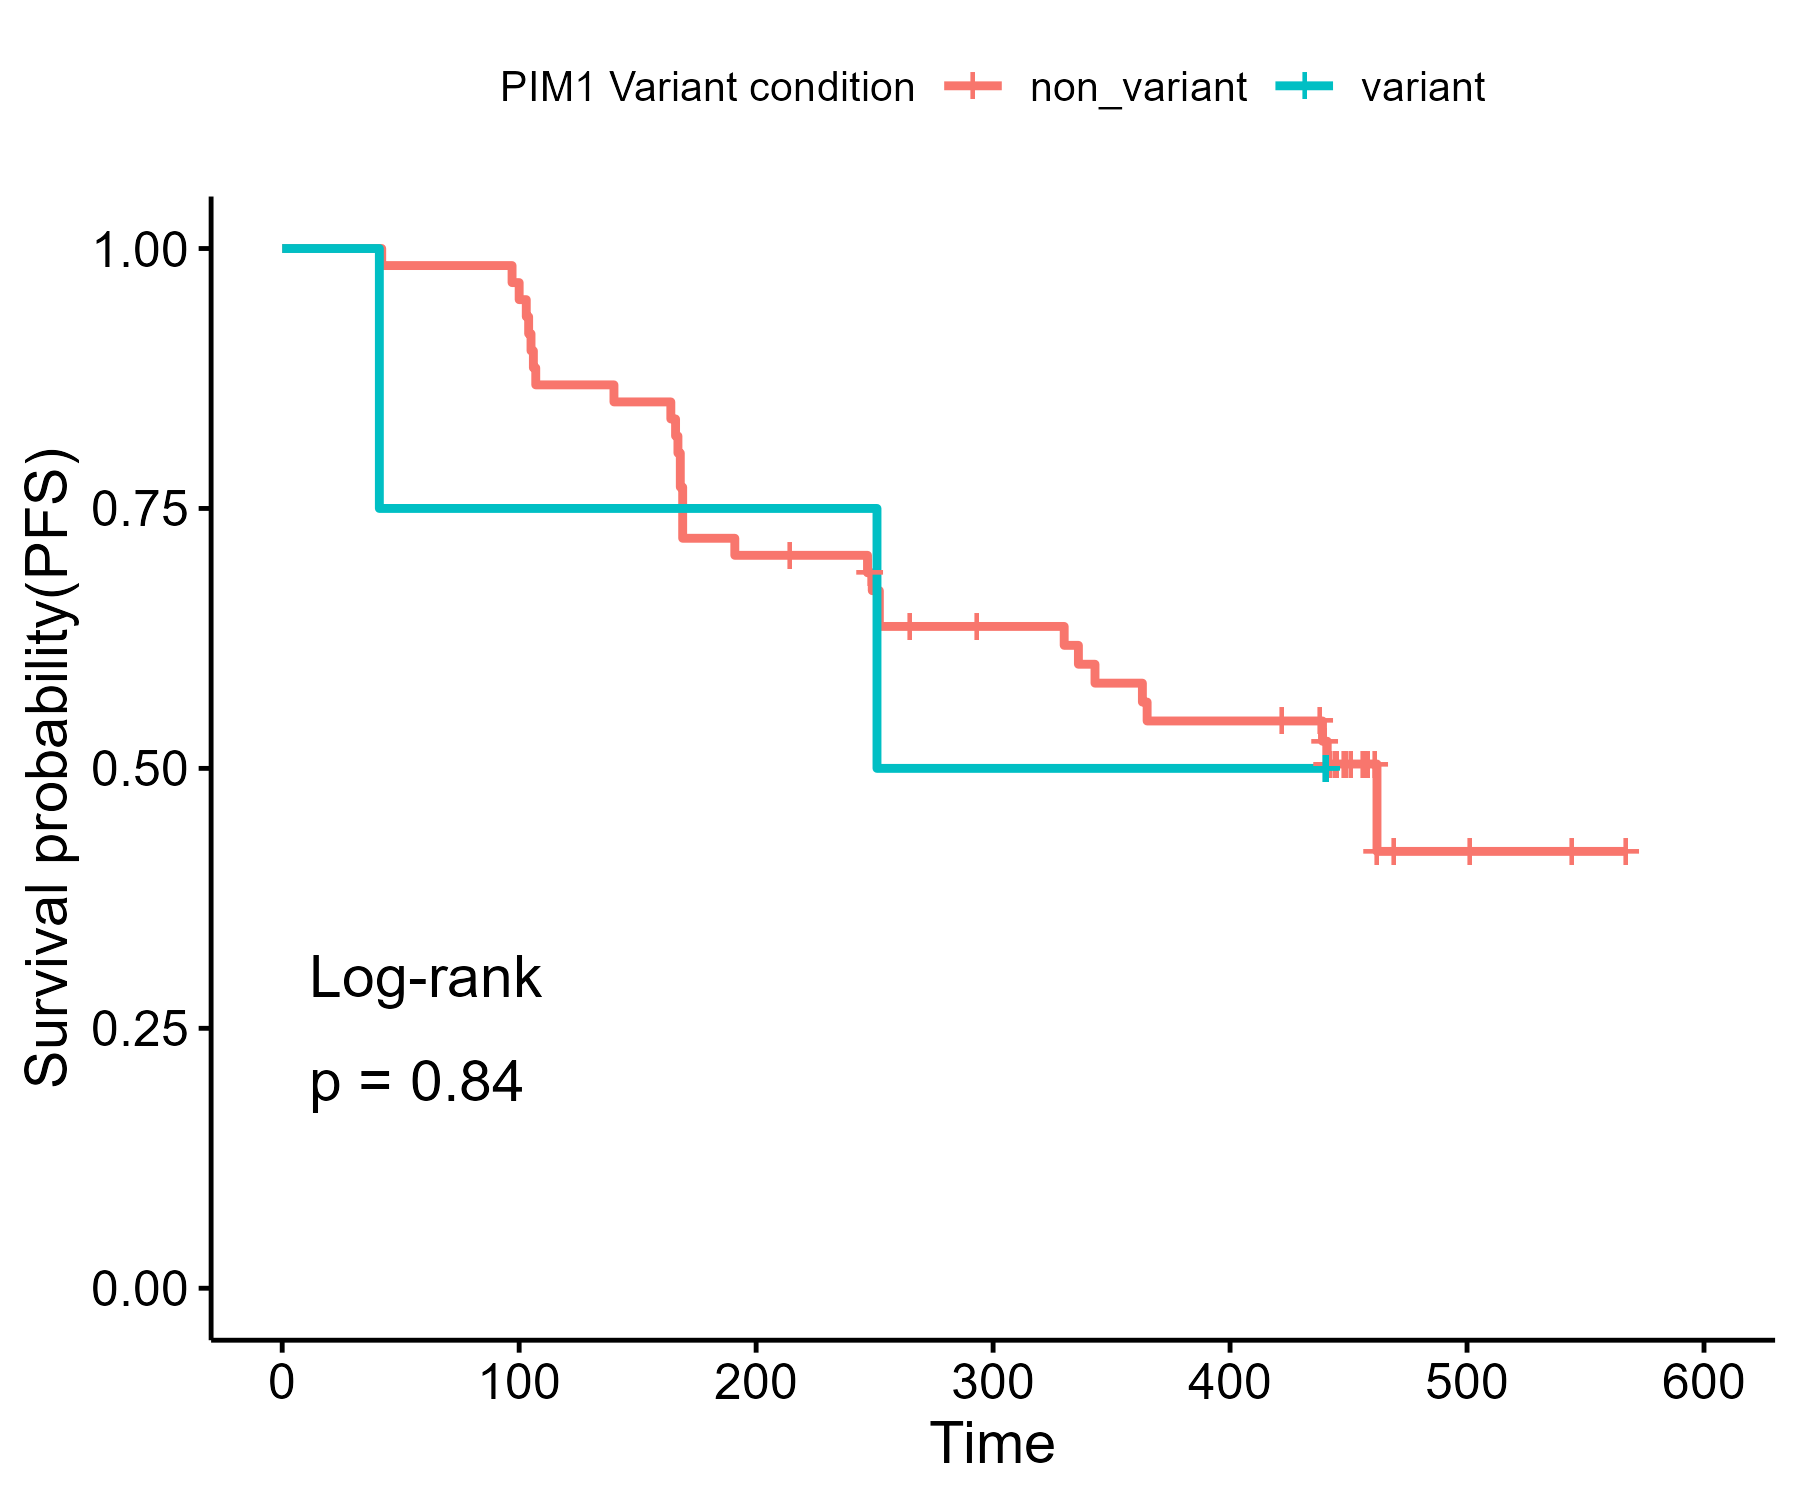 PIM1 Variant condition non_variant variant
1.00
0.75
0.50
0.25
0.00
Survival probability(PFS)
Log-rank
p = 0.84
0 100 200 300 400 500 600
Time